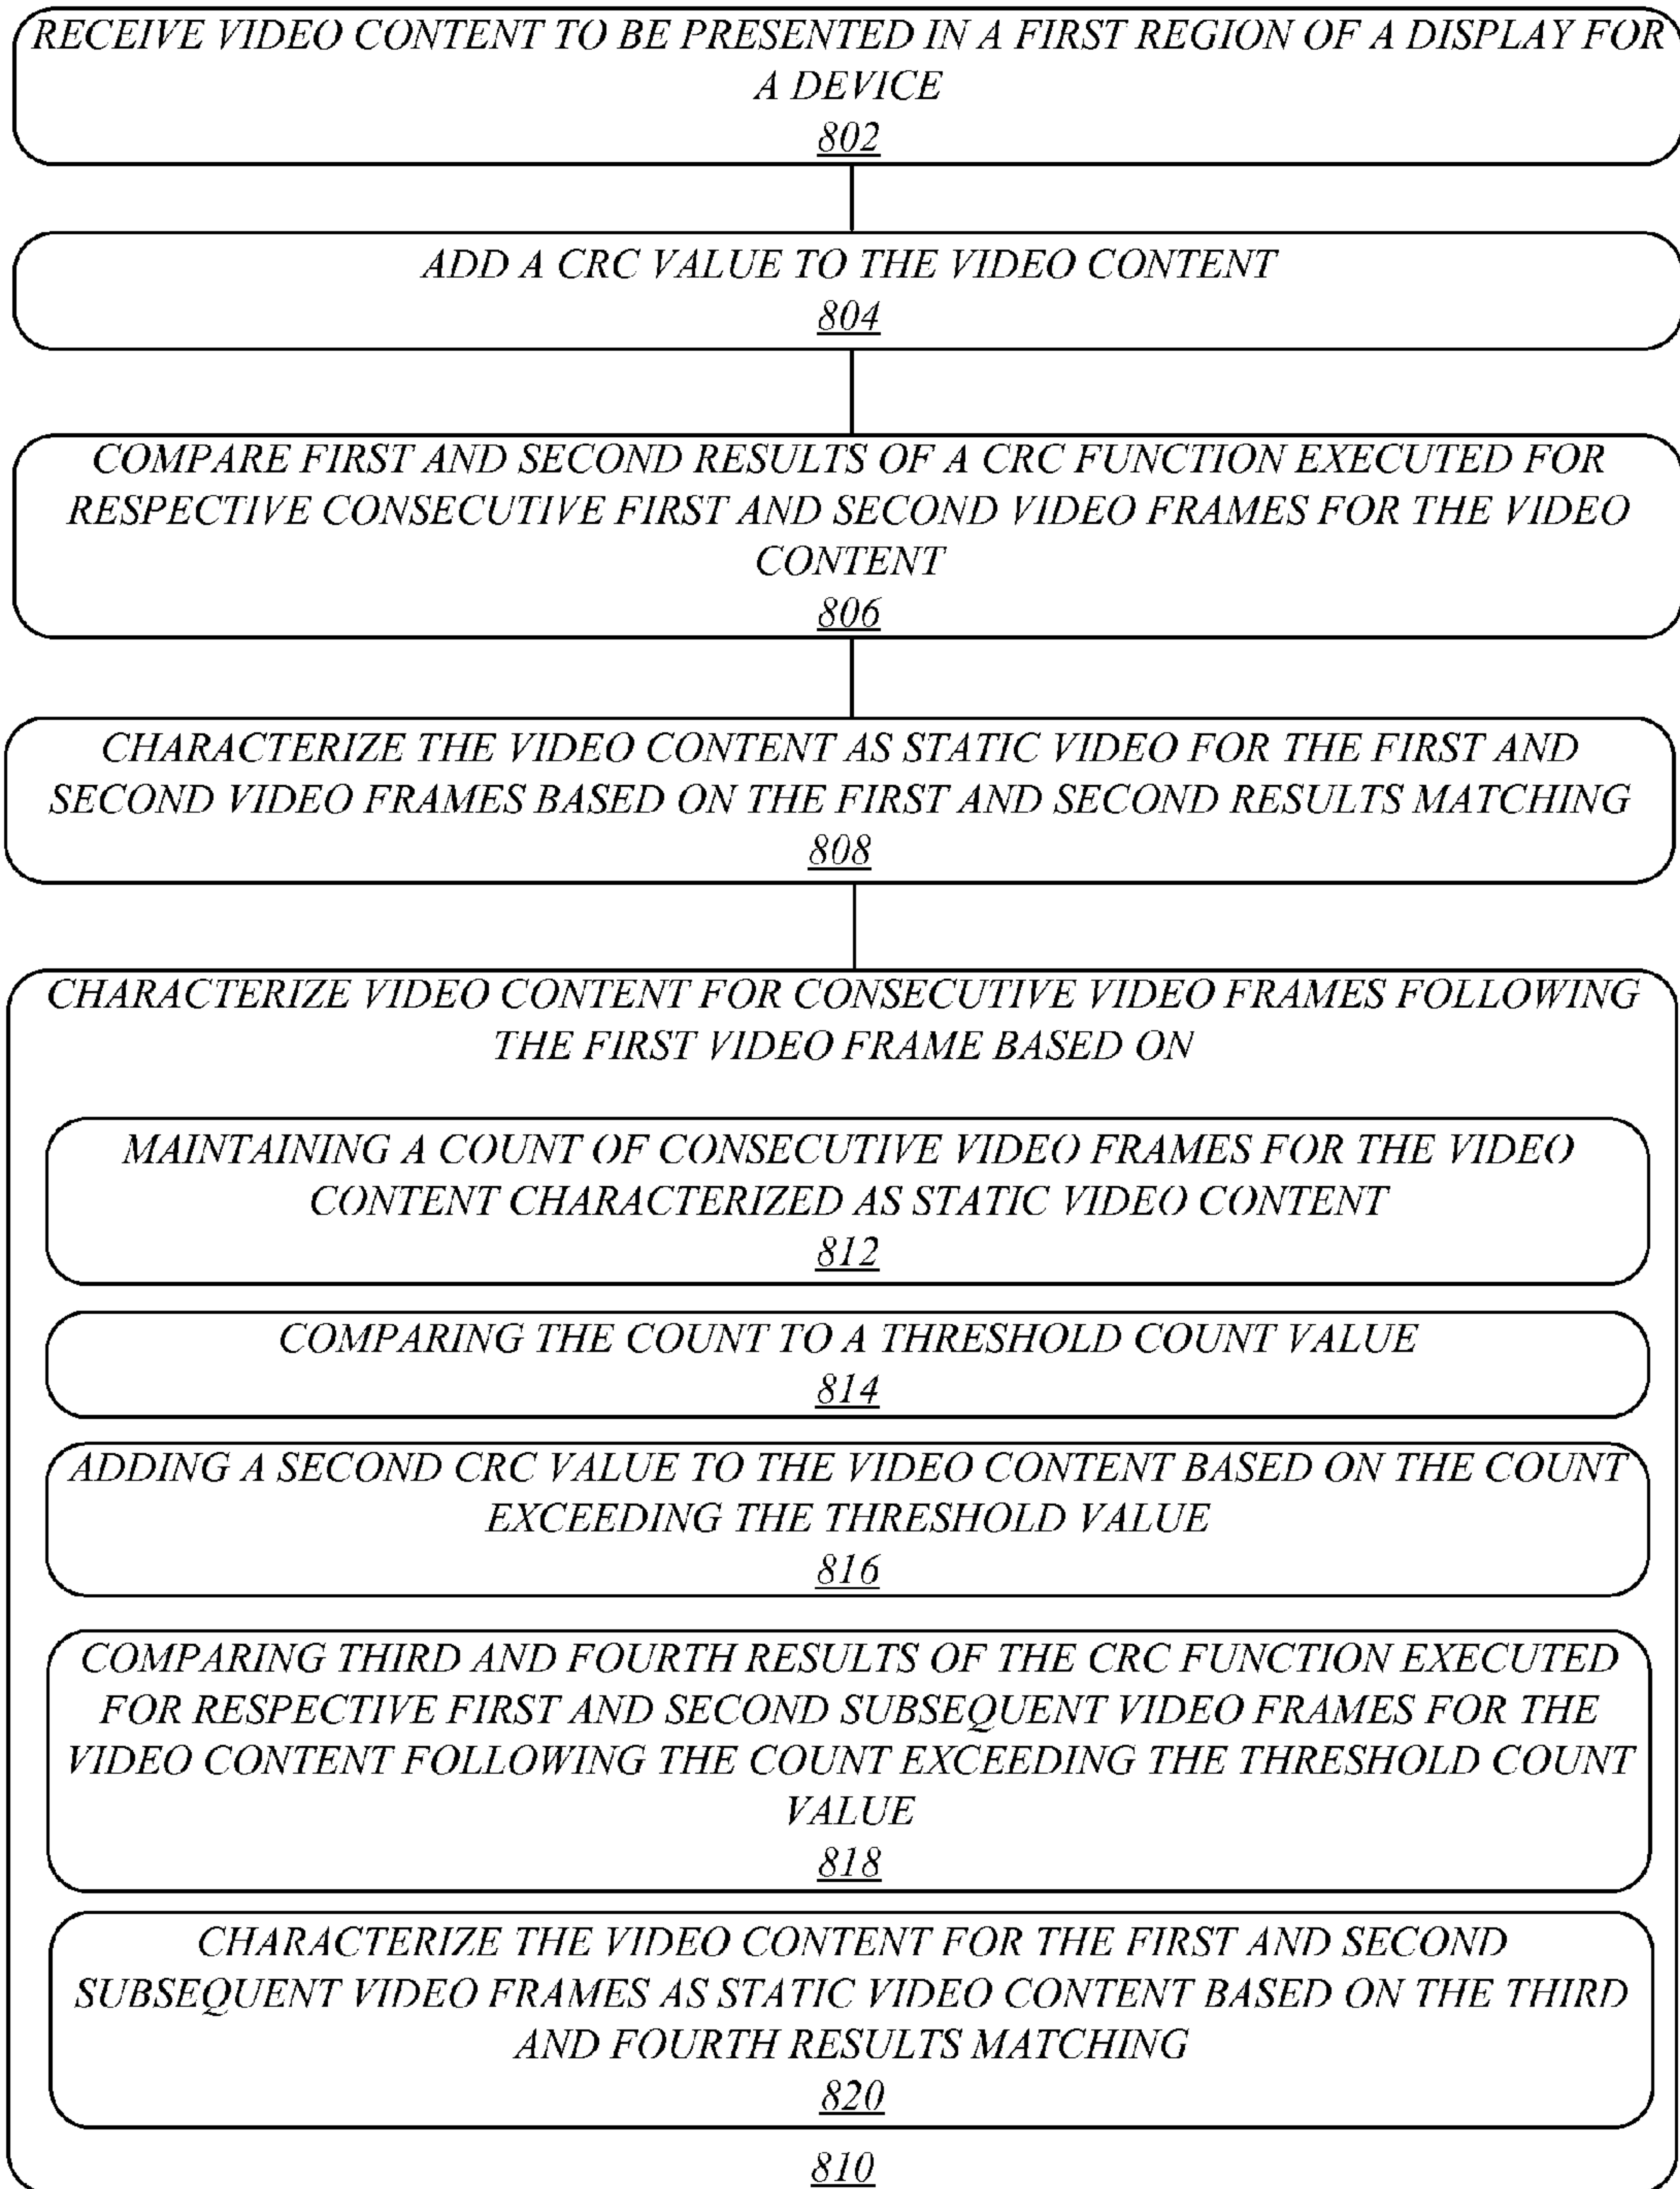 RECEIVE VIDEO CONTENT TO BE PRESENTED IN A FIRST REGION OF A DISPLAY FOR
A DEVICE
802
ADD A CRC VALUE TO THE VIDEO CONTENT
804
COMPARE FIRST AND SECOND RESULTS OF A CRC FUNCTION EXECUTED FOR
RESPECTIVE CONSECUTIVE FIRST AND SECOND VIDEO FRAMES FOR THE VIDEO
CONTENT
806
CHARACTERIZE THE VIDEO CONTENT AS STATIC VIDEO FOR THE FIRST AND
SECOND VIDEO FRAMES BASED ON THE FIRST AND SECOND RESULTS MATCHING
808
CHARACTERIZE VIDEO CONTENT FOR CONSECUTIVE VIDEO FRAMES FOLLOWING
THE FIRST VIDEO FRAME BASED ON
MAINTAINING A COUNT OF CONSECUTIVE VIDEO FRAMES FOR THE VIDEO
CONTENT CHARACTERIZED AS STATIC VIDEO CONTENT
812
COMPARING THE COUNT TO A THRESHOLD COUNT VALUE
814
ADDING A SECOND CRC VALUE TO THE VIDEO CONTENT BASED ON THE COUNT
EXCEEDING THE THRESHOLD VALUE
816
COMPARING THIRD AND FOURTH RESULTS OF THE CRC FUNCTION EXECUTED
FOR RESPECTIVE FIRST AND SECOND SUBSEQUENT VIDEO FRAMES FOR THE
VIDEO CONTENT FOLLOWING THE COUNT EXCEEDING THE THRESHOLD COUNT
VALUE
818
CHARACTERIZE THE VIDEO CONTENT FOR THE FIRST AND SECOND
SUBSEQUENT VIDEO FRAMES AS STATIC VIDEO CONTENT BASED ON THE THIRD
AND FOURTH RESULTS MATCHING
820
810